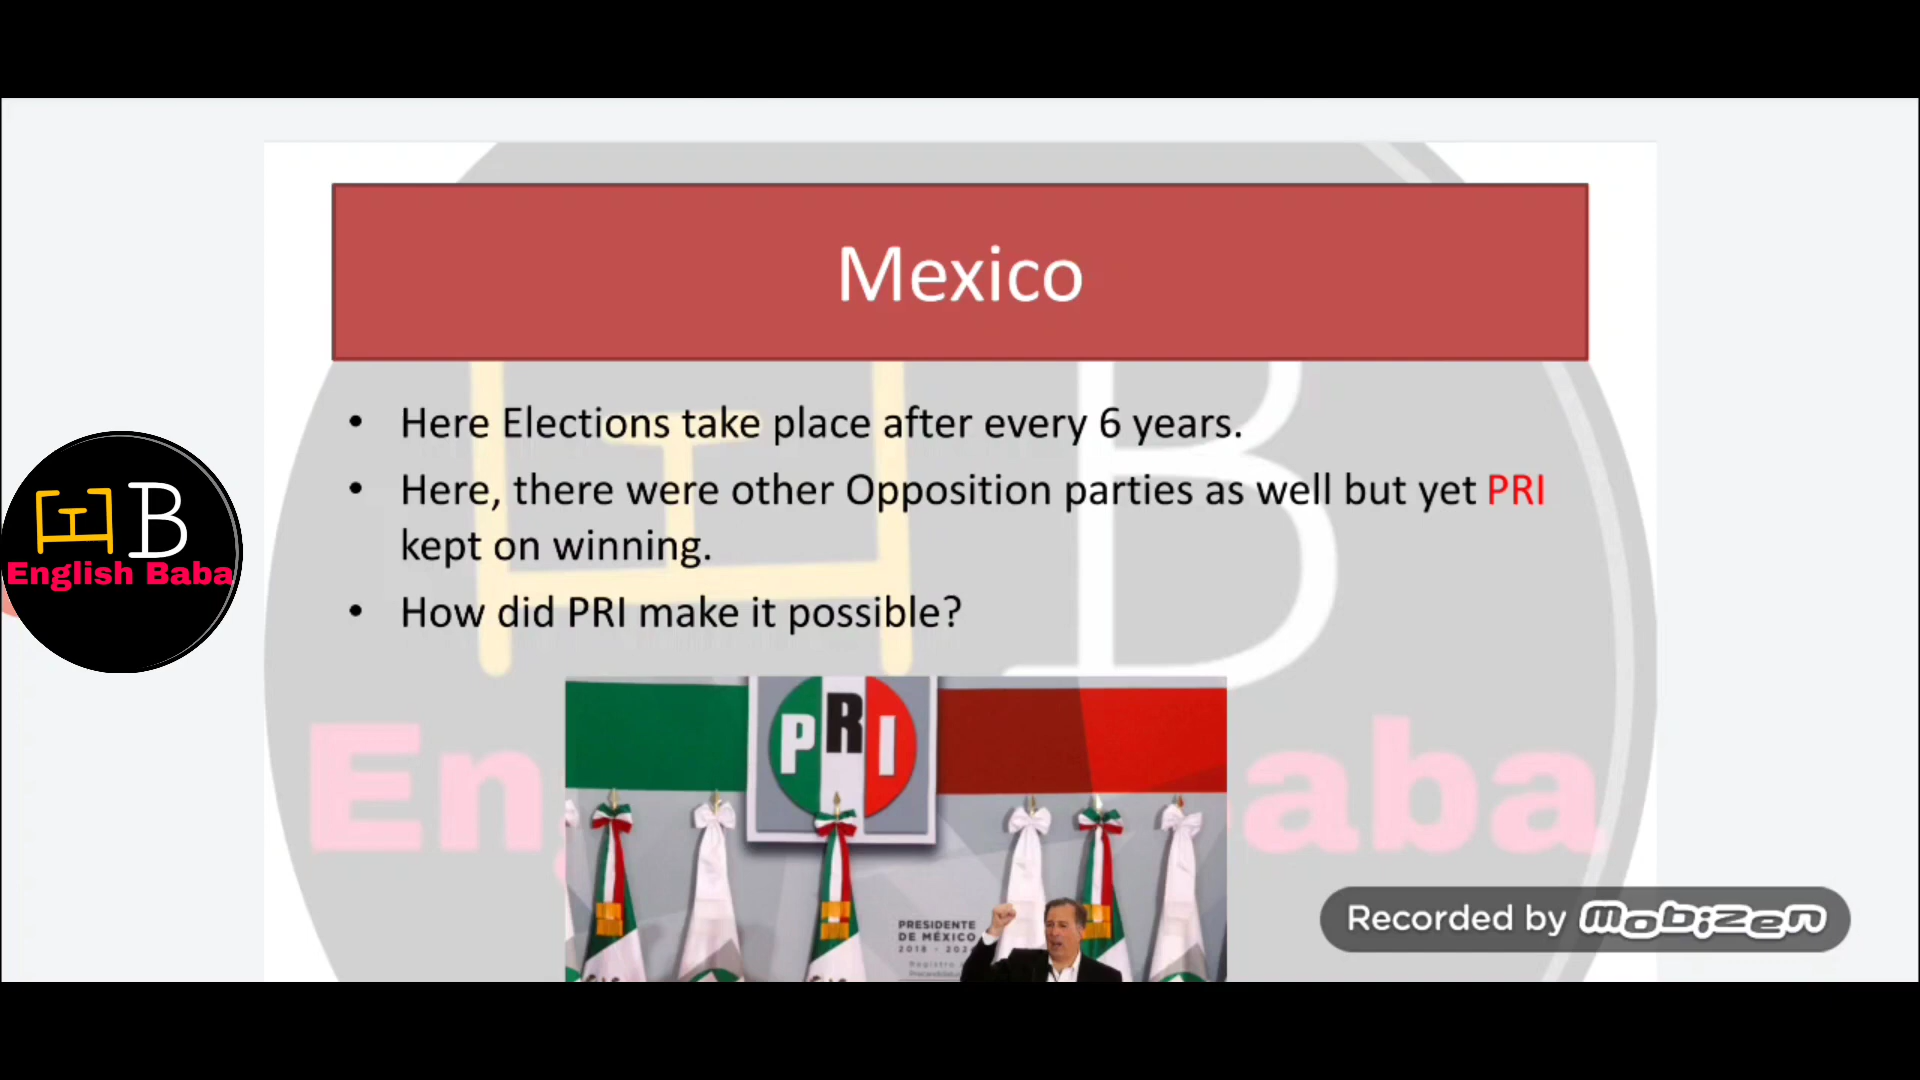 Mexico
• Here Elections take place after every 6 years.
• Here, there were other Opposition parties as well but yet PRI
kept on winning.
• How did PRI make it possible?
B
English Baba
PRI
PRESIDENTE
DE MÉXICO
En
aba
B
Recorded by mobizen